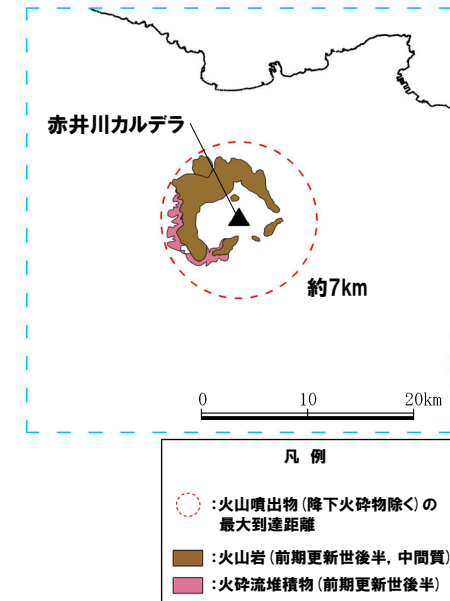 赤井川カルデラ
約7km
0 10 20km
凡 例
:火山噴出物(降下火砕物除く)の
最大到達距離
:火山岩(前期更新世後半，中間質)
:火砕流堆積物(前期更新世後半)